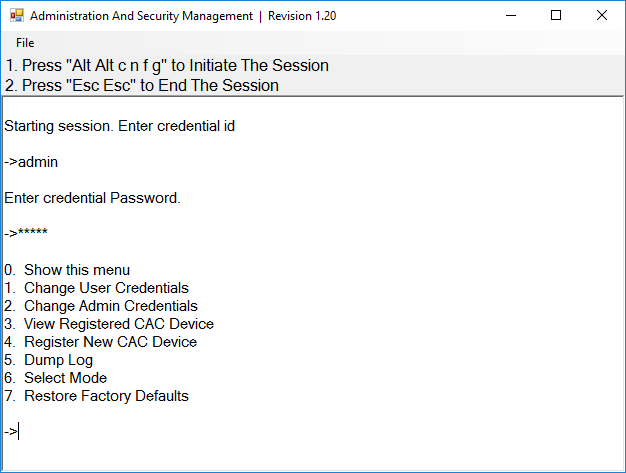 Administration And Security Management | Revision 1.20
File
1. Press "Alt Alt c n f g" to Initiate The Session
2. Press "Esc Esc" to End The Session
Starting session. Enter credential id
->admin
Enter credential Password.
->*****
0. Show this menu
1. Change User Credentials
2. Change Admin Credentials
3. View Registered CAC Device
4. Register New CAC Device
5. Dump Log
6. Select Mode
7. Restore Factory Defaults
->